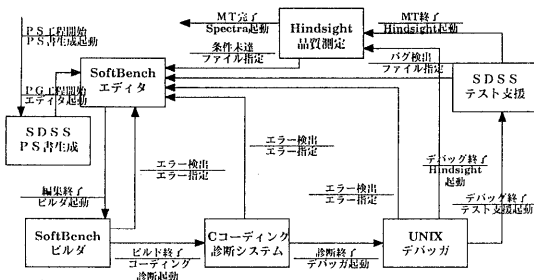 PS工程開始
PS書生成起動
MT完了
Spectra起動
Hindsight
品質測定
MT終了
Hindsight起動
条件未達
ファイル指定
バグ検出
ファイル指定
PG工程開始
エディタ起動
SoftBench
エディタ
SDSS
テスト支援
SDSS
PS書生成
エラー検出
エラー指定
デバッグ終了
Hindsight
起動
編集終了
ビルダ起動
エラー検出
エラー指定
エラー検出
エラー指定
デバッグ終了
テスト支援起動
SoftBench
ビルダ
ビルド終了
コーディング
診断起動
Cコーディング
診断システム
診断終了
デバッガ起動
UNIX
デバッガ